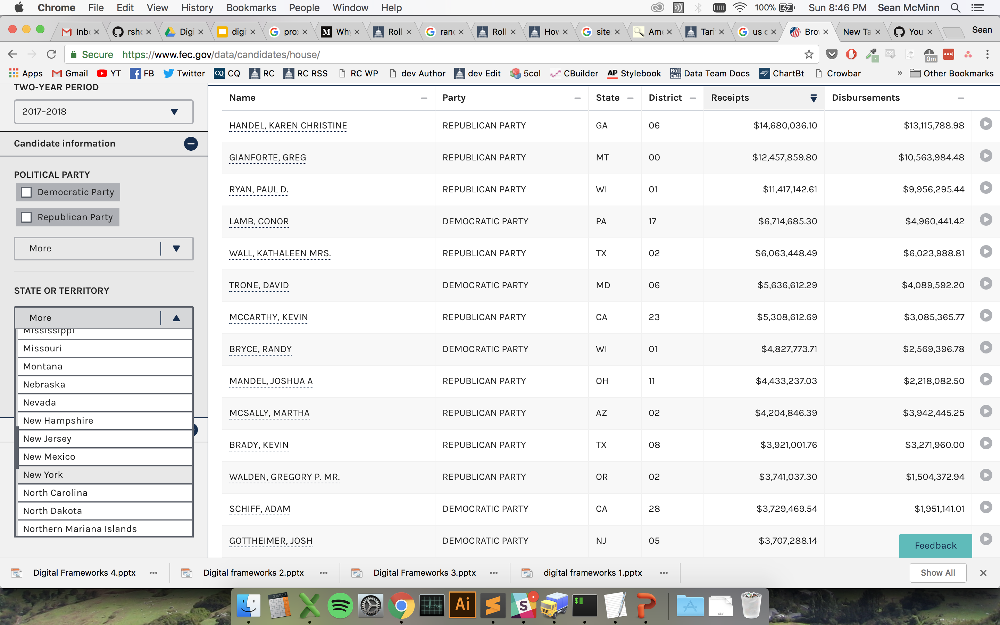 Chrome File Edit View History Bookmarks People Window Help 100% Sun 8:46 PM Sean McMinn
Inb rsh Digi digi pro M Why Roll ran Roll How site Am Tari us c Bro New Ta You Sean
Secure https://www.fec.gov/data/candidates/house/ CSS 0m
Apps Gmail YT FB Twitter CQ CQ RC RC RSS RC WP dev Author dev Edit 5col CBuilder AP Stylebook Roll Call Data Team Docs ChartBt Crowbar » Other Bookmarks
TWO-YEAR PERIOD
2017–2018
Candidate information
POLITICAL PARTY
Democratic Party
Republican Party
More
STATE OR TERRITORY
More
Mississippi
Missouri
Montana
Nebraska
Nevada
New Hampshire
New Jersey
New Mexico
New York
North Carolina
North Dakota
Northern Mariana Islands
Name Party State District Receipts Disbursements
HANDEL, KAREN CHRISTINE REPUBLICAN PARTY GA 06 $14,680,036.10 $13,115,788.98
GIANFORTE, GREG REPUBLICAN PARTY MT 00 $12,457,859.80 $10,563,984.48
RYAN, PAUL D. REPUBLICAN PARTY WI 01 $11,417,142.61 $9,956,295.44
LAMB, CONOR DEMOCRATIC PARTY PA 17 $6,714,685.30 $4,960,441.42
WALL, KATHALEEN MRS. REPUBLICAN PARTY TX 02 $6,063,448.49 $6,023,988.81
TRONE, DAVID DEMOCRATIC PARTY MD 06 $5,636,612.29 $4,089,592.20
MCCARTHY, KEVIN REPUBLICAN PARTY CA 23 $5,308,612.69 $3,085,365.77
BRYCE, RANDY DEMOCRATIC PARTY WI 01 $4,827,773.71 $2,569,396.78
MANDEL, JOSHUA A REPUBLICAN PARTY OH 11 $4,433,237.03 $2,218,082.50
MCSALLY, MARTHA REPUBLICAN PARTY AZ 02 $4,204,846.39 $3,942,445.25
BRADY, KEVIN REPUBLICAN PARTY TX 08 $3,921,001.76 $3,271,960.00
WALDEN, GREGORY P. MR. REPUBLICAN PARTY OR 02 $3,741,037.30 $1,504,372.94
SCHIFF, ADAM DEMOCRATIC PARTY CA 28 $3,729,469.54 $1,951,141.01
GOTTHEIMER, JOSH DEMOCRATIC PARTY NJ 05 $3,707,288.14
Feedback
Digital Frameworks 4.pptx Digital frameworks 2.pptx Digital Frameworks 3.pptx digital frameworks 1.pptx Show All
Ai S $ csv